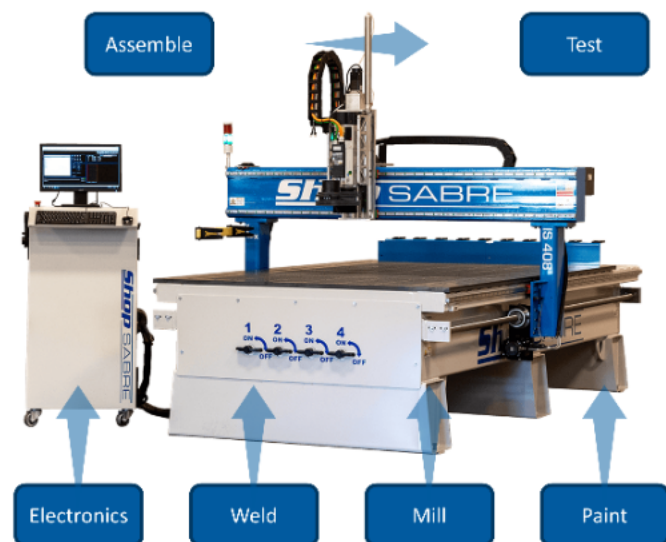 Assemble
Test
Shop SABRE
IS 408
Shop SABRE
1 2 3 4
ON ON ON ON
OFF OFF OFF OFF
Shop SABRE
Electronics
Weld
Mill
Paint